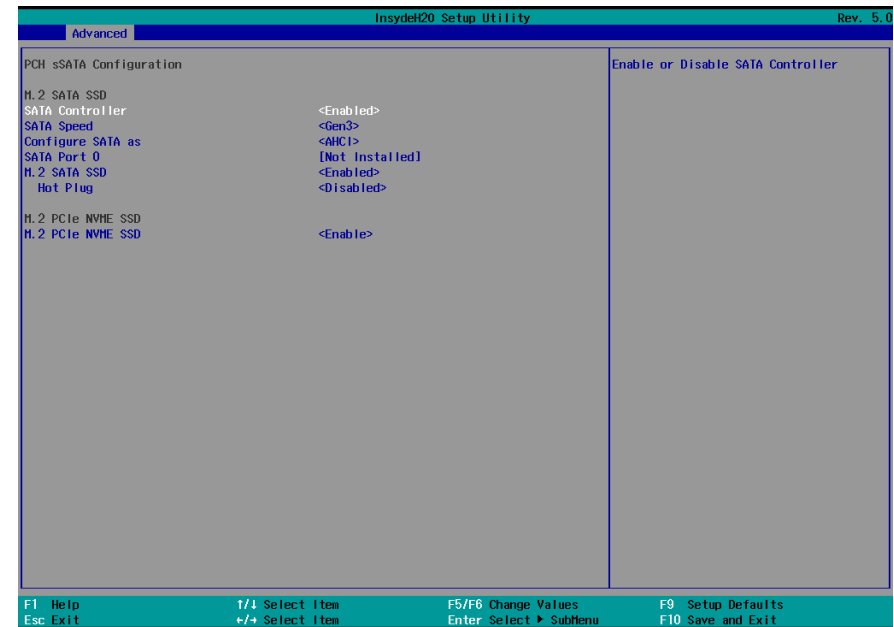 InsydeH20 Setup Utility Rev. 5.0
Advanced
PCH sSATA Configuration
Enable or Disable SATA Controller
M.2 SATA SSD
SATA Controller <Enabled>
SATA Speed <Gen3>
Configure SATA as <AHCI>
SATA Port 0 [Not Installed]
M.2 SATA SSD <Enabled>
Hot Plug <Disabled>
M.2 PCIe NVME SSD
M.2 PCIe NVME SSD <Enable>
F1 Help ↑/↓ Select Item F5/F6 Change Values F9 Setup Defaults
Esc Exit ←/→ Select Item Enter Select ▶ SubMenu F10 Save and Exit